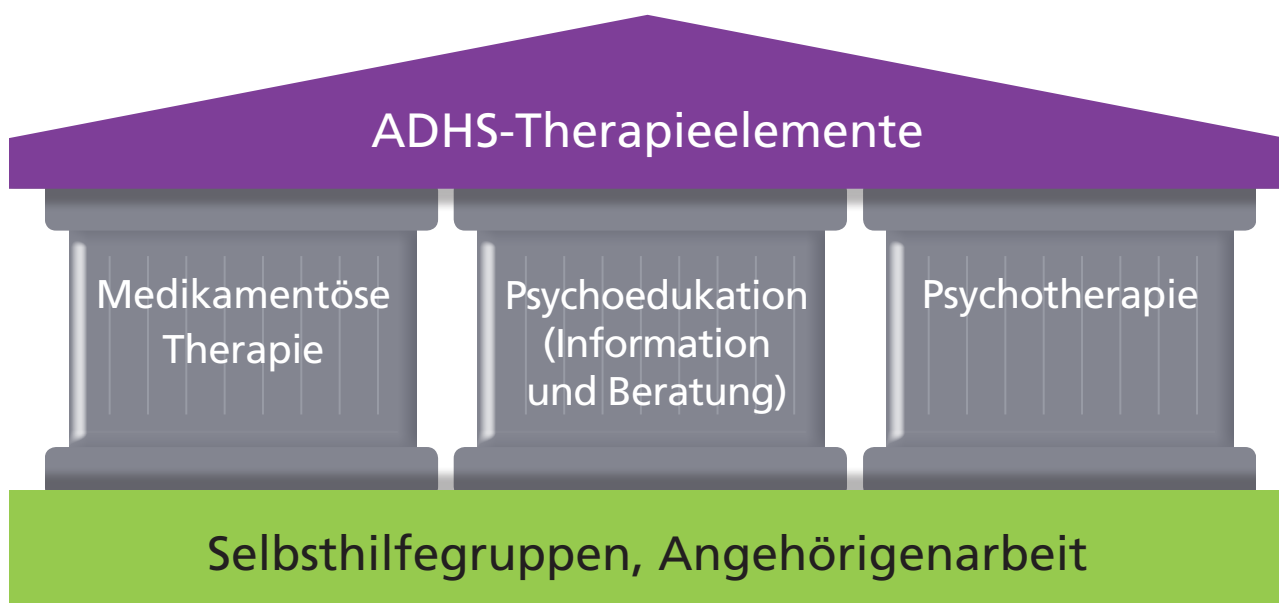 ADHS-Therapieelemente
Medikamentöse
Therapie
Psychoedukation
(Information
und Beratung)
Psychotherapie
Selbsthilfegruppen, Angehörigenarbeit